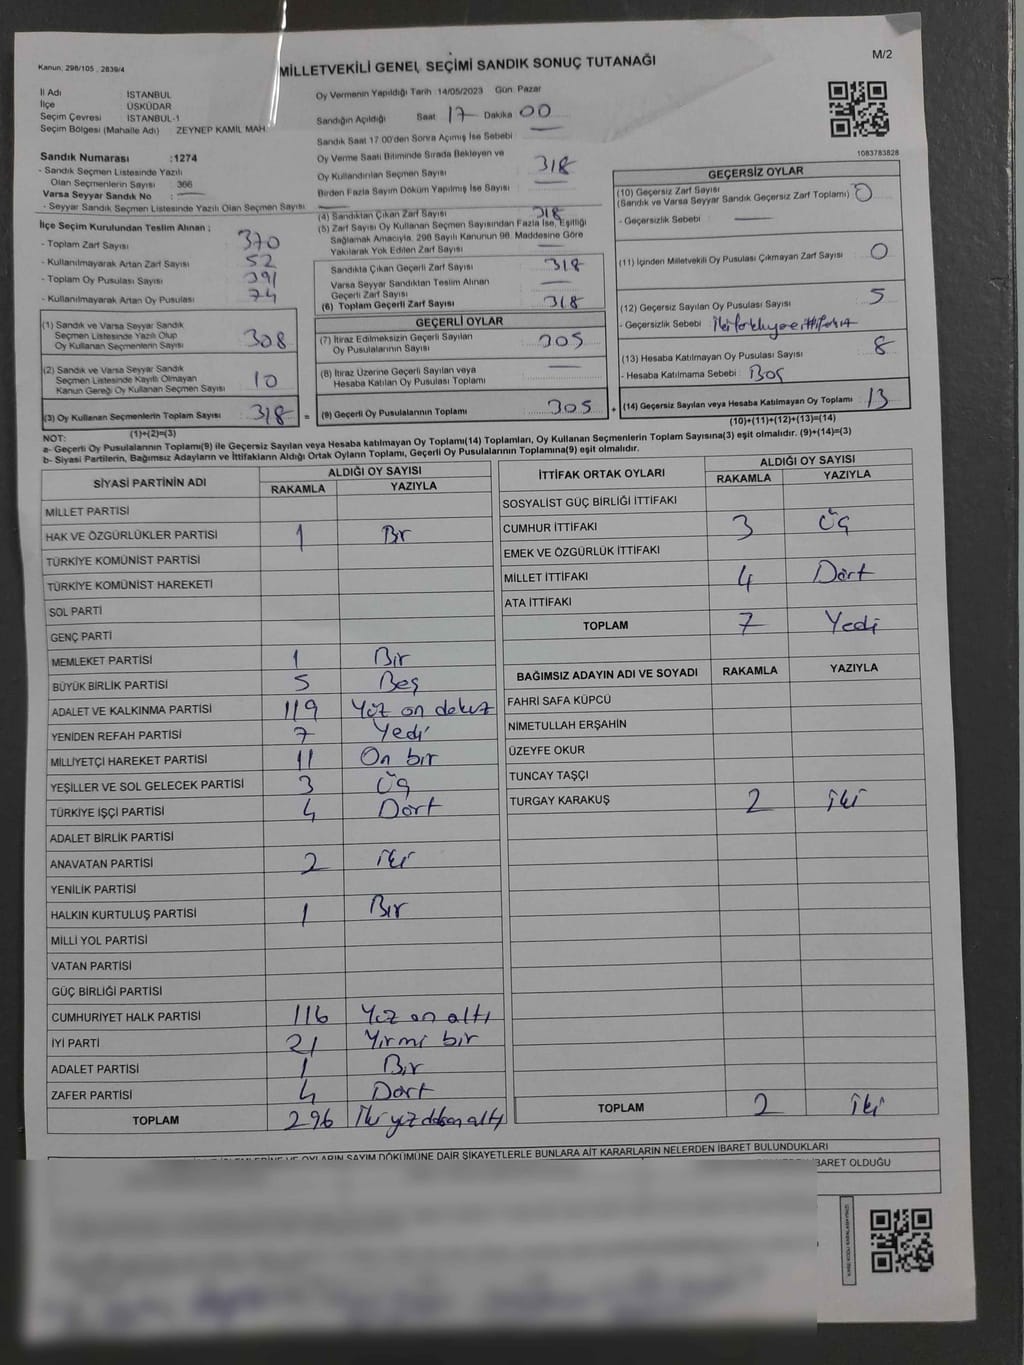 Kanun: 298/105 , 2839/4
M/2
MİLLETVEKİLİ GENEL SEÇİMİ SANDIK SONUÇ TUTANAĞI
İl Adı : İSTANBUL
İlçe : ÜSKÜDAR
Seçim Çevresi : İSTANBUL-1
Seçim Bölgesi (Mahalle Adı) : ZEYNEP KAMİL MAH.
Sandık Numarası :1274
- Sandık Seçmen Listesinde Yazılı
Olan Seçmenlerin Sayısı : 366
Varsa Seyyar Sandık No :
- Seyyar Sandık Seçmen Listesinde Yazılı Olan Seçmen Sayısı :
İlçe Seçim Kurulundan Teslim Alınan :
- Toplam Zarf Sayısı 370
- Kullanılmayarak Artan Zarf Sayısı 52
- Toplam Oy Pusulası Sayısı 391
- Kullanılmayarak Artan Oy Pusulası 74
(1) Sandık ve Varsa Seyyar Sandık
Seçmen Listesinde Yazılı Olup
Oy Kullanan Seçmenlerin Sayısı 308
(2) Sandık ve Varsa Seyyar Sandık
Seçmen Listesinde Kayıtlı Olmayan
Kanun Gereği Oy Kullanan Seçmen Sayısı 10
(3) Oy Kullanan Seçmenlerin Toplam Sayısı 318 =
(1)+(2)=(3)
Oy Vermenin Yapıldığı Tarih :14/05/2023 Gün: Pazar
Sandığın Açıldığı Saat 17 Dakika 00
Sandık Saat 17.00'den Sonra Açılmış İse Sebebi
Oy Verme Saati Bitiminde Sırada Bekleyen ve
Oy Kullandırılan Seçmen Sayısı 318
Birden Fazla Sayım Döküm Yapılmış İse Sayısı
(4) Sandıktan Çıkan Zarf Sayısı 318
(5) Zarf Sayısı Oy Kullanan Seçmen Sayısından Fazla İse, Eşitliği
Sağlamak Amacıyla, 298 Sayılı Kanunun 98. Maddesine Göre
Yakılarak Yok Edilen Zarf Sayısı
Sandıkta Çıkan Geçerli Zarf Sayısı 318
Varsa Seyyar Sandıktan Teslim Alınan
Geçerli Zarf Sayısı
(6) Toplam Geçerli Zarf Sayısı 318
GEÇERLİ OYLAR
(7) İtiraz Edilmeksizin Geçerli Sayılan
Oy Pusulalarının Sayısı 305
(8) İtiraz Üzerine Geçerli Sayılan veya
Hesaba Katılan Oy Pusulası Toplamı
(9) Geçerli Oy Pusulalarının Toplamı 305 +
1083783828
GEÇERSİZ OYLAR
(10) Geçersiz Zarf Sayısı
(Sandık ve Varsa Seyyar Sandık Geçersiz Zarf Toplamı) 0
- Geçersizlik Sebebi :
(11) İçinden Milletvekili Oy Pusulası Çıkmayan Zarf Sayısı 0
(12) Geçersiz Sayılan Oy Pusulası Sayısı 5
- Geçersizlik Sebebi :
(13) Hesaba Katılmayan Oy Pusulası Sayısı 8
- Hesaba Katılmama Sebebi : Boş
(14) Geçersiz Sayılan veya Hesaba Katılmayan Oy Toplamı 13
(10)+(11)+(12)+(13)=(14)
NOT:
a- Geçerli Oy Pusulalarının Toplamı(9) ile Geçersiz Sayılan veya Hesaba katılmayan Oy Toplamı(14) Toplamları, Oy Kullanan Seçmenlerin Toplam Sayısına(3) eşit olmalıdır. (9)+(14)=(3)
b- Siyasi Partilerin, Bağımsız Adayların ve İttifakların Aldığı Ortak Oyların Toplamı, Geçerli Oy Pusulalarının Toplamına(9) eşit olmalıdır.
SİYASİ PARTİNİN ADI ALDIĞI OY SAYISI
RAKAMLA YAZIYLA
MİLLET PARTİSİ
HAK VE ÖZGÜRLÜKLER PARTİSİ 1 Bir
TÜRKİYE KOMÜNİST PARTİSİ
TÜRKİYE KOMÜNİST HAREKETİ
SOL PARTİ
GENÇ PARTİ
MEMLEKET PARTİSİ 1 Bir
BÜYÜK BİRLİK PARTİSİ 5 Beş
ADALET VE KALKINMA PARTİSİ 119 Yüz on dokuz
YENİDEN REFAH PARTİSİ 7 Yedi
MİLLİYETÇİ HAREKET PARTİSİ 11 On bir
YEŞİLLER VE SOL GELECEK PARTİSİ 3 Üç
TÜRKİYE İŞÇİ PARTİSİ 4 Dört
ADALET BİRLİK PARTİSİ
ANAVATAN PARTİSİ 2 iki
YENİLİK PARTİSİ
HALKIN KURTULUŞ PARTİSİ 1 Bir
MİLLİ YOL PARTİSİ
VATAN PARTİSİ
GÜÇ BİRLİĞİ PARTİSİ
CUMHURİYET HALK PARTİSİ 116 Yüz on altı
İYİ PARTİ 21 Yirmi bir
ADALET PARTİSİ 1 Bir
ZAFER PARTİSİ 4 Dört
TOPLAM 296 İki yüz doksan altı
İTTİFAK ORTAK OYLARI ALDIĞI OY SAYISI
RAKAMLA YAZIYLA
SOSYALİST GÜÇ BİRLİĞİ İTTİFAKI
CUMHUR İTTİFAKI 3 Üç
EMEK VE ÖZGÜRLÜK İTTİFAKI
MİLLET İTTİFAKI 4 Dört
ATA İTTİFAKI
TOPLAM 7 Yedi
BAĞIMSIZ ADAYIN ADI VE SOYADI RAKAMLA YAZIYLA
FAHRİ SAFA KÜPCÜ
NİMETULLAH ERŞAHİN
ÜZEYFE OKUR
TUNCAY TAŞÇI
TURGAY KARAKUŞ 2 iki
TOPLAM 2 iki
OYLARIN SAYIM DÖKÜMÜNE DAİR ŞİKAYETLERLE BUNLARA AİT KARARLARIN NELERDEN İBARET BULUNDUKLARI
İBARET OLDUĞU